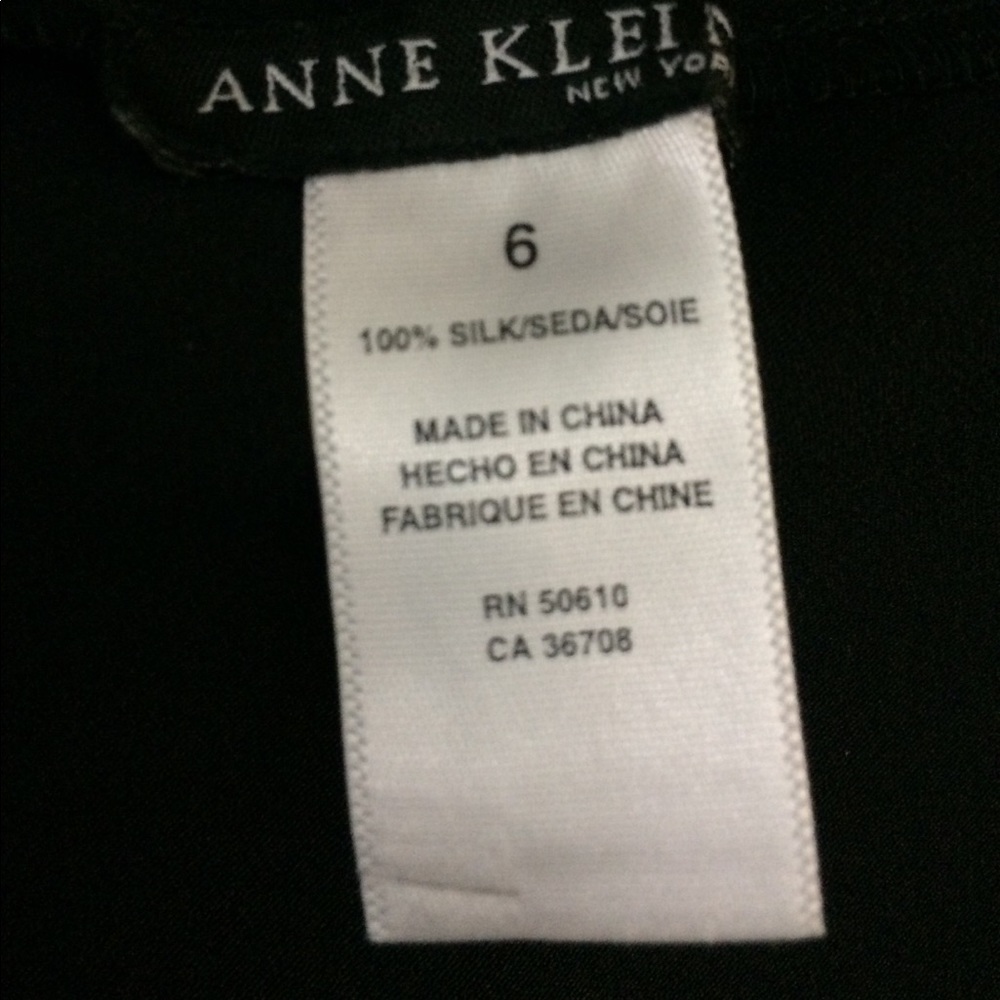 ANNE KLEIN
NEW YOR
6
100% SILK/SEDA/SOIE
MADE IN CHINA
HECHO EN CHINA
FABRIQUE EN CHINE
RN 50610
CA 36708